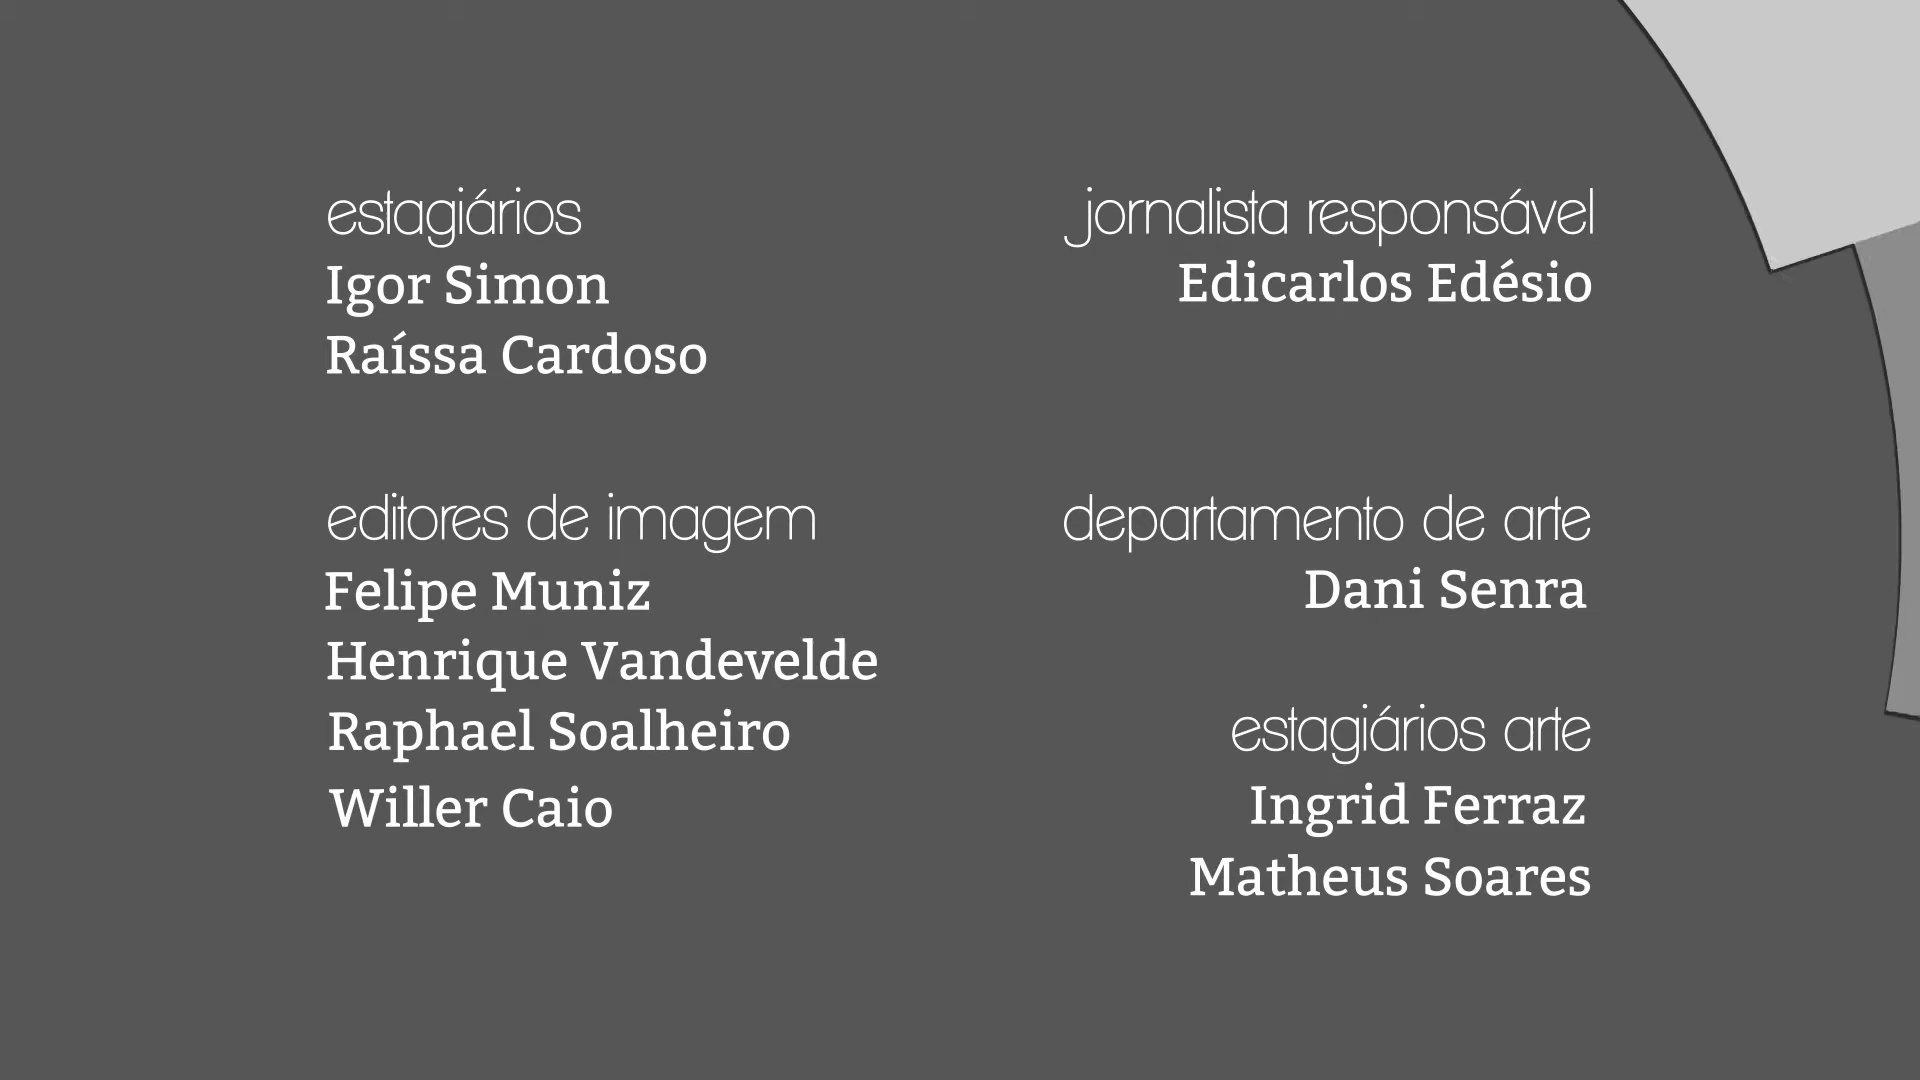 estagiários
Igor Simon
Raíssa Cardoso
editores de imagem
Felipe Muniz
Henrique Vandevelde
Raphael Soalheiro
Willer Caio
jornalista responsável
Edicarlos Edésio
departamento de arte
Dani Senra
estagiários arte
Ingrid Ferraz
Matheus Soares